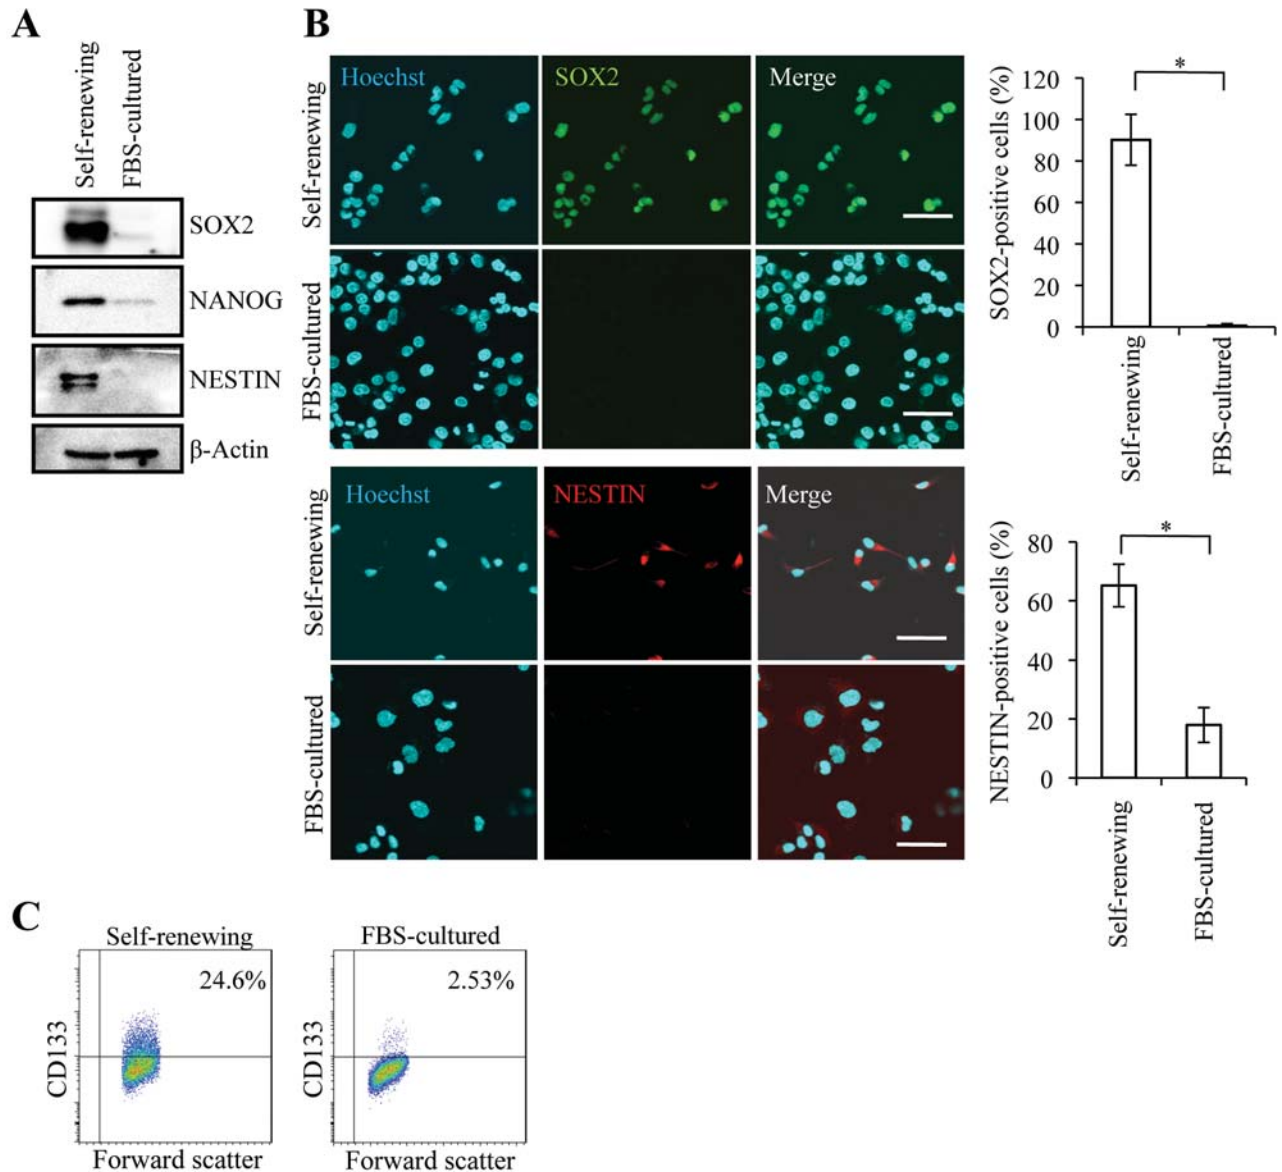 A
Self-renewing
FBS-cultured
SOX2
NANOG
NESTIN
β-Actin
B
Hoechst
SOX2
Merge
Self-renewing
FBS-cultured
SOX2-positive cells (%)
120
100
80
60
40
20
0
*
Self-renewing
FBS-cultured
Hoechst
NESTIN
Merge
Self-renewing
FBS-cultured
NESTIN-positive cells (%)
80
60
40
20
0
*
Self-renewing
FBS-cultured
C
Self-renewing
24.6%
CD133
Forward scatter
FBS-cultured
2.53%
CD133
Forward scatter